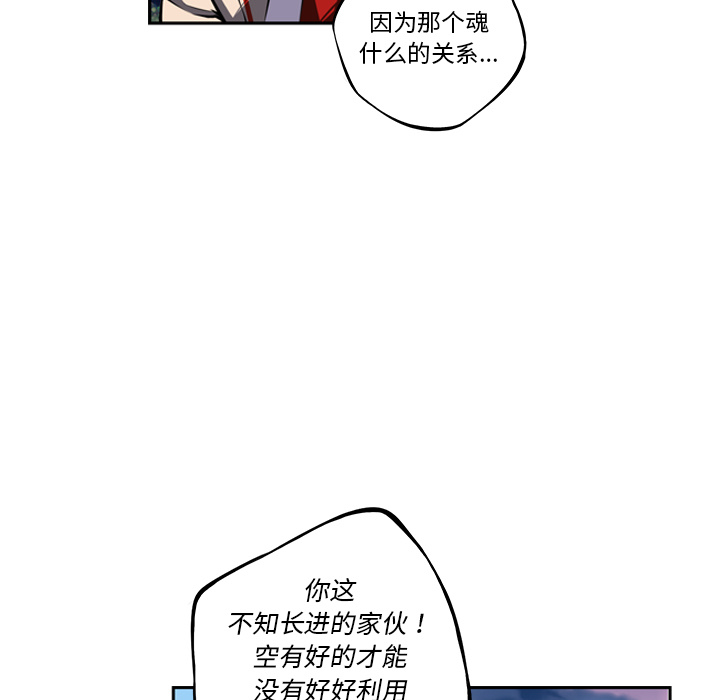 因为那个魂
什么的关系...
你这
不知长进的家伙！
空有好的才能
没有好好利用